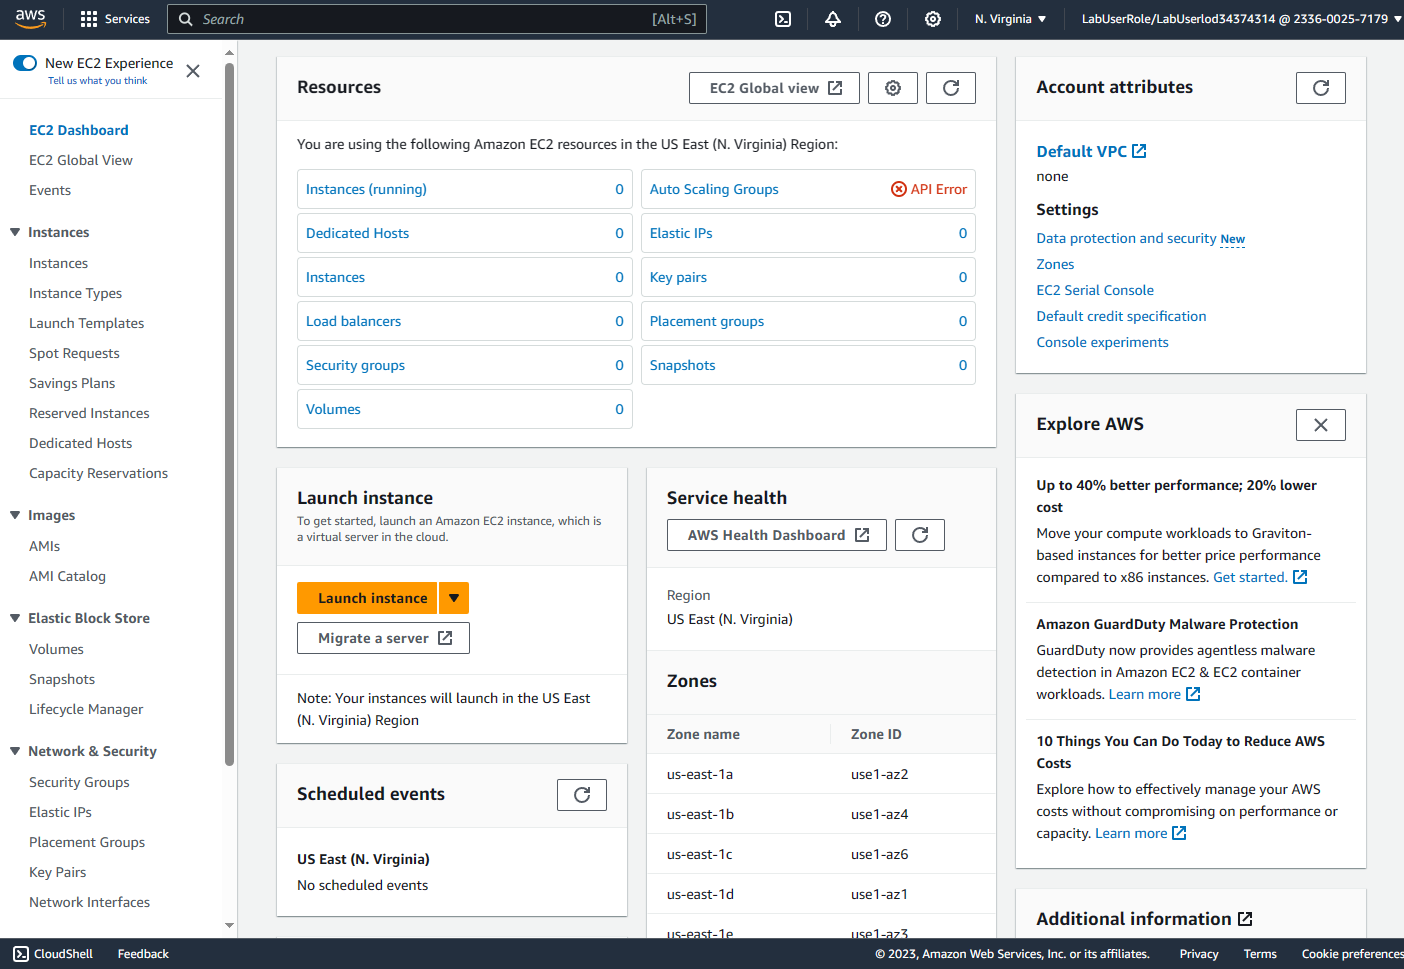 aws
Services
Search
[Alt+S]
N. Virginia
LabUserRole/LabUserlod34374314 @ 2336-0025-7179
New EC2 Experience
Tell us what you think
EC2 Dashboard
EC2 Global View
Events
Instances
Instances
Instance Types
Launch Templates
Spot Requests
Savings Plans
Reserved Instances
Dedicated Hosts
Capacity Reservations
Images
AMIs
AMI Catalog
Elastic Block Store
Volumes
Snapshots
Lifecycle Manager
Network & Security
Security Groups
Elastic IPs
Placement Groups
Key Pairs
Network Interfaces
Resources
EC2 Global view
You are using the following Amazon EC2 resources in the US East (N. Virginia) Region:
Instances (running) 0
Auto Scaling Groups API Error
Dedicated Hosts 0
Elastic IPs 0
Instances 0
Key pairs 0
Load balancers 0
Placement groups 0
Security groups 0
Snapshots 0
Volumes 0
Launch instance
To get started, launch an Amazon EC2 instance, which is
a virtual server in the cloud.
Launch instance
Migrate a server
Note: Your instances will launch in the US East
(N. Virginia) Region
Scheduled events
US East (N. Virginia)
No scheduled events
Service health
AWS Health Dashboard
Region
US East (N. Virginia)
Zones
Zone name Zone ID
us-east-1a use1-az2
us-east-1b use1-az4
us-east-1c use1-az6
us-east-1d use1-az1
us-east-1e use1-az3
Account attributes
Default VPC
none
Settings
Data protection and security New
Zones
EC2 Serial Console
Default credit specification
Console experiments
Explore AWS
Up to 40% better performance; 20% lower
cost
Move your compute workloads to Graviton-
based instances for better price performance
compared to x86 instances. Get started.
Amazon GuardDuty Malware Protection
GuardDuty now provides agentless malware
detection in Amazon EC2 & EC2 container
workloads. Learn more
10 Things You Can Do Today to Reduce AWS
Costs
Explore how to effectively manage your AWS
costs without compromising on performance or
capacity. Learn more
Additional information
CloudShell
Feedback
© 2023, Amazon Web Services, Inc. or its affiliates.
Privacy
Terms
Cookie preferences